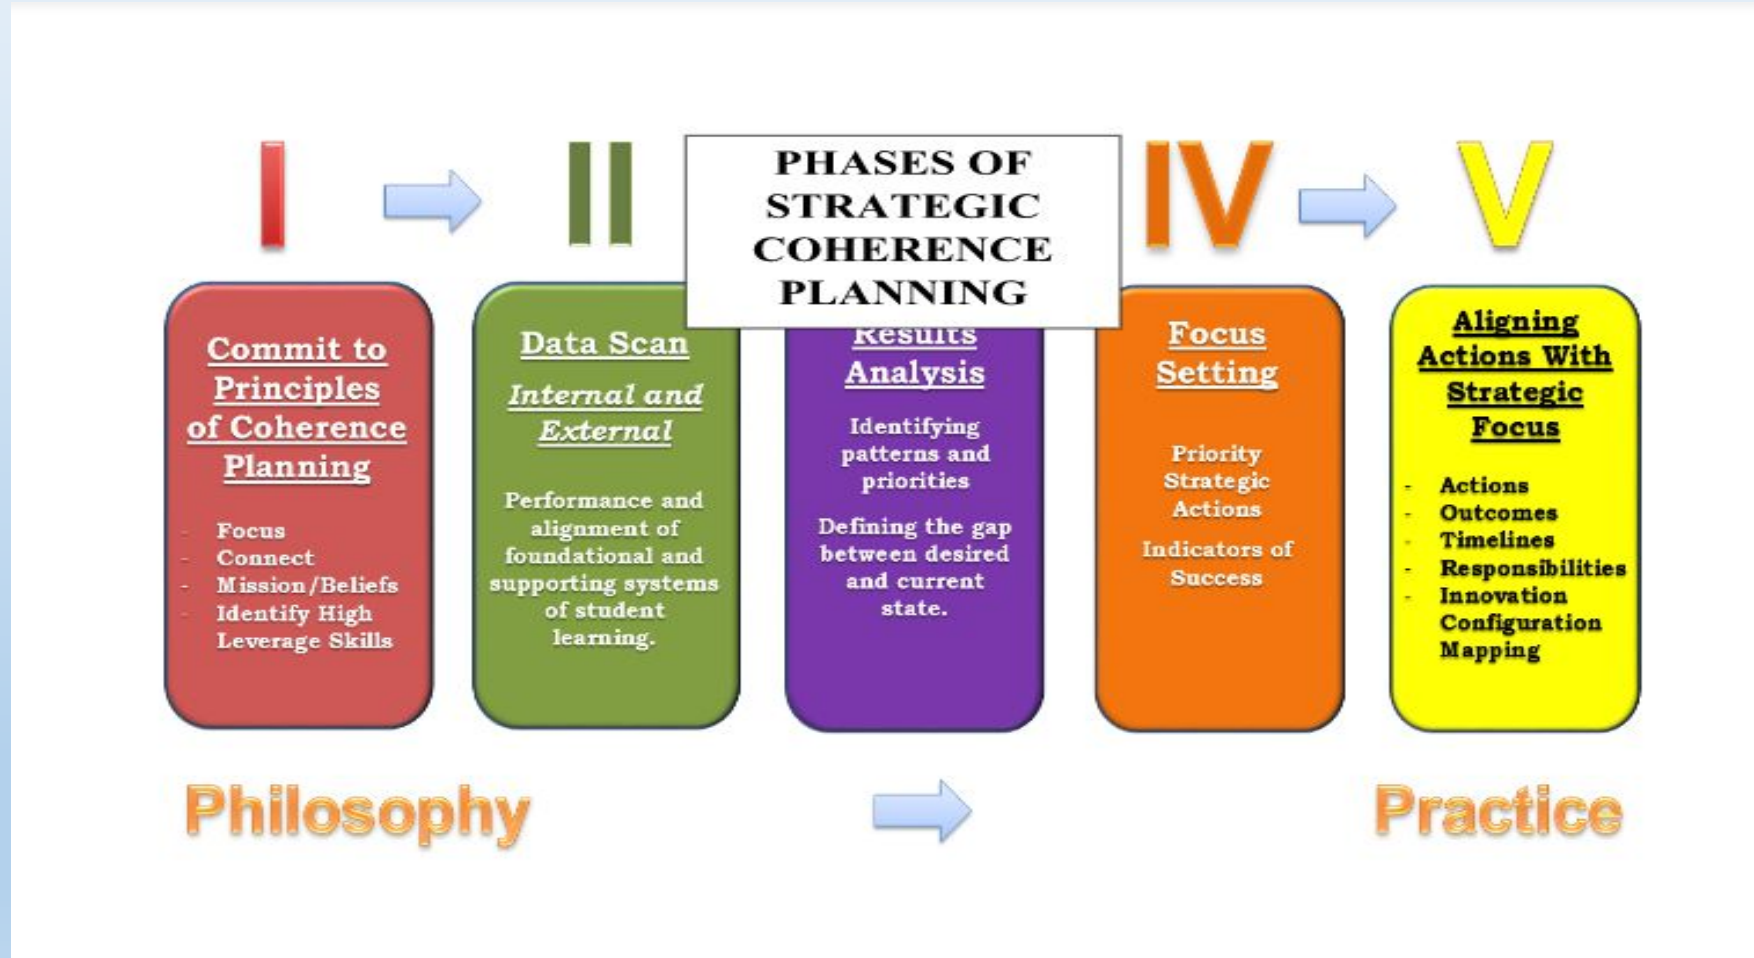 I
II
PHASES OF
STRATEGIC
COHERENCE
PLANNING
IV
V
Commit to
Principles
of Coherence
Planning
- Focus
- Connect
- Mission/Beliefs
- Identify High
Leverage Skills
Data Scan
Internal and
External
Performance and
alignment of
foundational and
supporting systems
of student
learning.
Results
Analysis
Identifying
patterns and
priorities
Defining the gap
between desired
and current
state.
Focus
Setting
Priority
Strategic
Actions
Indicators of
Success
Aligning
Actions With
Strategic
Focus
- Actions
- Outcomes
- Timelines
- Responsibilities
- Innovation
Configuration
Mapping
Philosophy
Practice